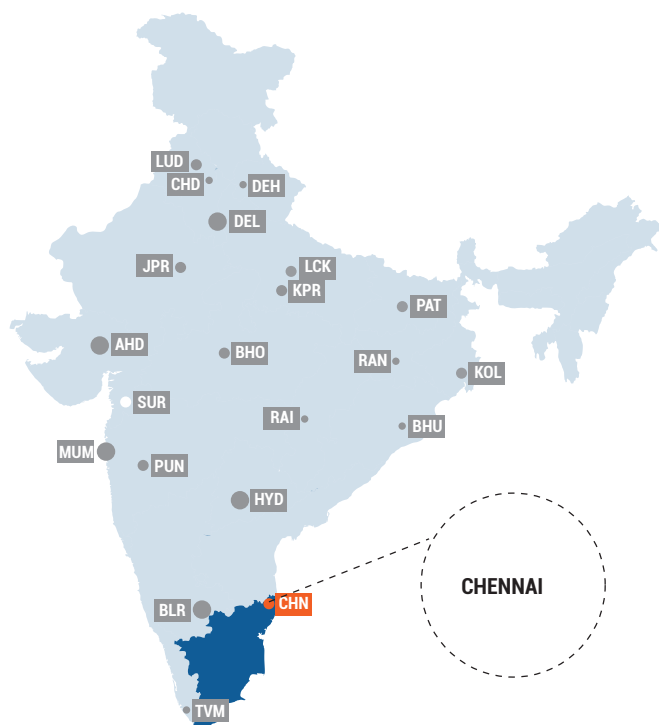 LUD
CHD
DEH
DEL
JPR
LCK
KPR
PAT
AHD
BHO
RAN
KOL
SUR
RAI
BHU
MUM
PUN
HYD
CHENNAI
BLR
CHN
TVM